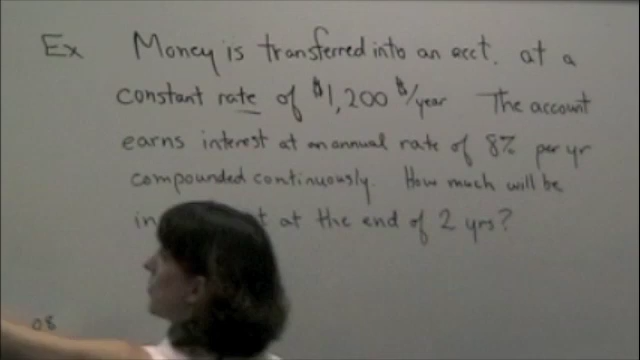 Ex Money is transferred into an acct. at a
constant rate of $1,200 $/year The account
earns interest at an annual rate of 8% per yr
compounded continuously. How much will be
in at the end of 2 yrs?
08